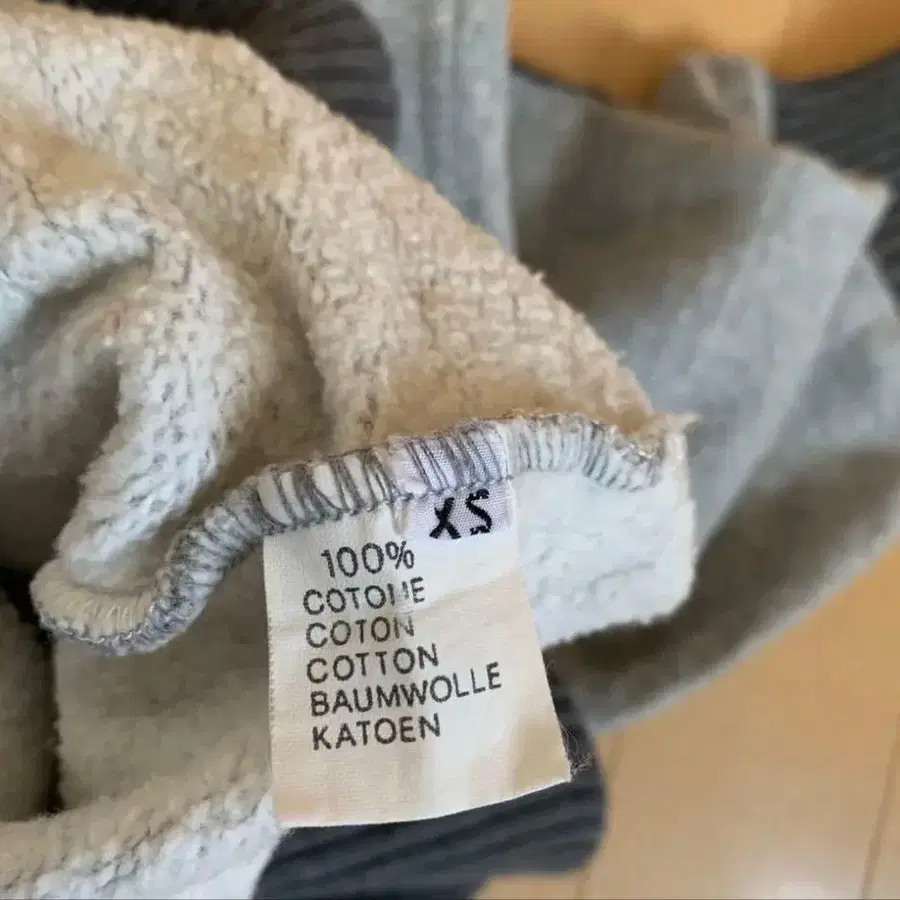 XS
100%
COTONE
COTON
COTTON
BAUMWOLLE
KATOEN